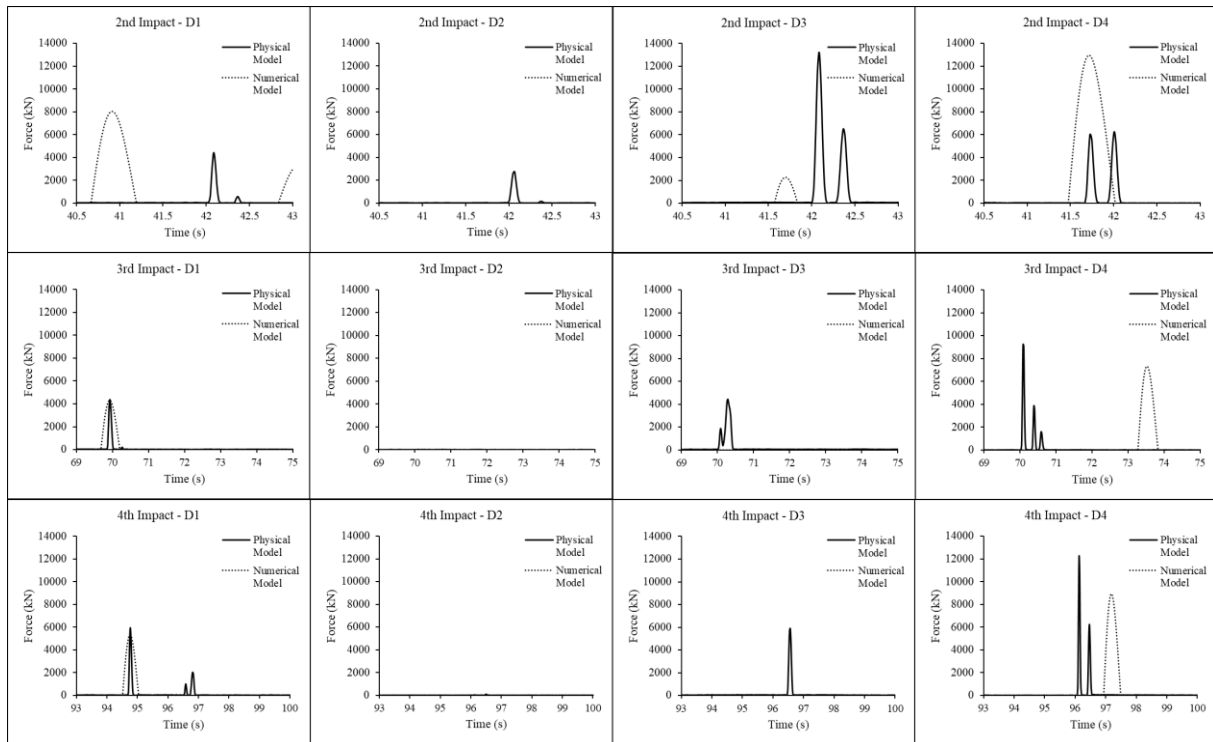 2nd Impact - D1
14000
12000
10000
8000
6000
4000
2000
0
Force (kN)
40.5 41 41.5 42 42.5 43
Time (s)
Physical
Model
Numerical
Model
2nd Impact - D2
14000
12000
10000
8000
6000
4000
2000
0
Force (kN)
40.5 41 41.5 42 42.5 43
Time (s)
Physical
Model
Numerical
Model
2nd Impact - D3
14000
12000
10000
8000
6000
4000
2000
0
Force (kN)
40.5 41 41.5 42 42.5 43
Time (s)
Physical
Model
Numerical
Model
2nd Impact - D4
14000
12000
10000
8000
6000
4000
2000
0
Force (kN)
40.5 41 41.5 42 42.5 43
Time (s)
Physical
Model
Numerical
Model
3rd Impact - D1
14000
12000
10000
8000
6000
4000
2000
0
Force (kN)
69 70 71 72 73 74 75
Time (s)
Physical
Model
Numerical
Model
3rd Impact - D2
14000
12000
10000
8000
6000
4000
2000
0
Force (kN)
69 70 71 72 73 74 75
Time (s)
Physical
Model
Numerical
Model
3rd Impact - D3
14000
12000
10000
8000
6000
4000
2000
0
Force (kN)
69 70 71 72 73 74 75
Time (s)
Physical
Model
Numerical
Model
3rd Impact - D4
14000
12000
10000
8000
6000
4000
2000
0
Force (kN)
69 70 71 72 73 74 75
Time (s)
Physical
Model
Numerical
Model
4th Impact - D1
14000
12000
10000
8000
6000
4000
2000
0
Force (kN)
93 94 95 96 97 98 99 100
Time (s)
Physical
Model
Numerical
Model
4th Impact - D2
14000
12000
10000
8000
6000
4000
2000
0
Force (kN)
93 94 95 96 97 98 99 100
Time (s)
Physical
Model
Numerical
Model
4th Impact - D3
14000
12000
10000
8000
6000
4000
2000
0
Force (kN)
93 94 95 96 97 98 99 100
Time (s)
Physical
Model
Numerical
Model
4th Impact - D4
14000
12000
10000
8000
6000
4000
2000
0
Force (kN)
93 94 95 96 97 98 99 100
Time (s)
Physical
Model
Numerical
Model